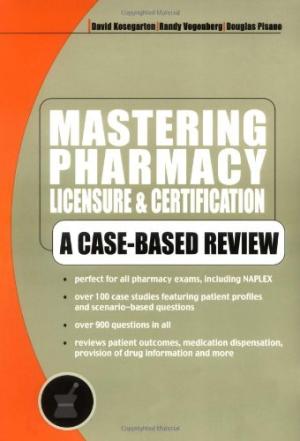 David Kosegarten | Randy Vogenberg | Douglas Pisano
MASTERING
PHARMACY
LICENSURE & CERTIFICATION
A CASE-BASED REVIEW
• perfect for all pharmacy exams, including NAPLEX
• over 100 case studies featuring patient profiles
and scenario-based questions
• over 900 questions in all
• reviews patient outcomes, medication dispensation,
provision of drug information and more